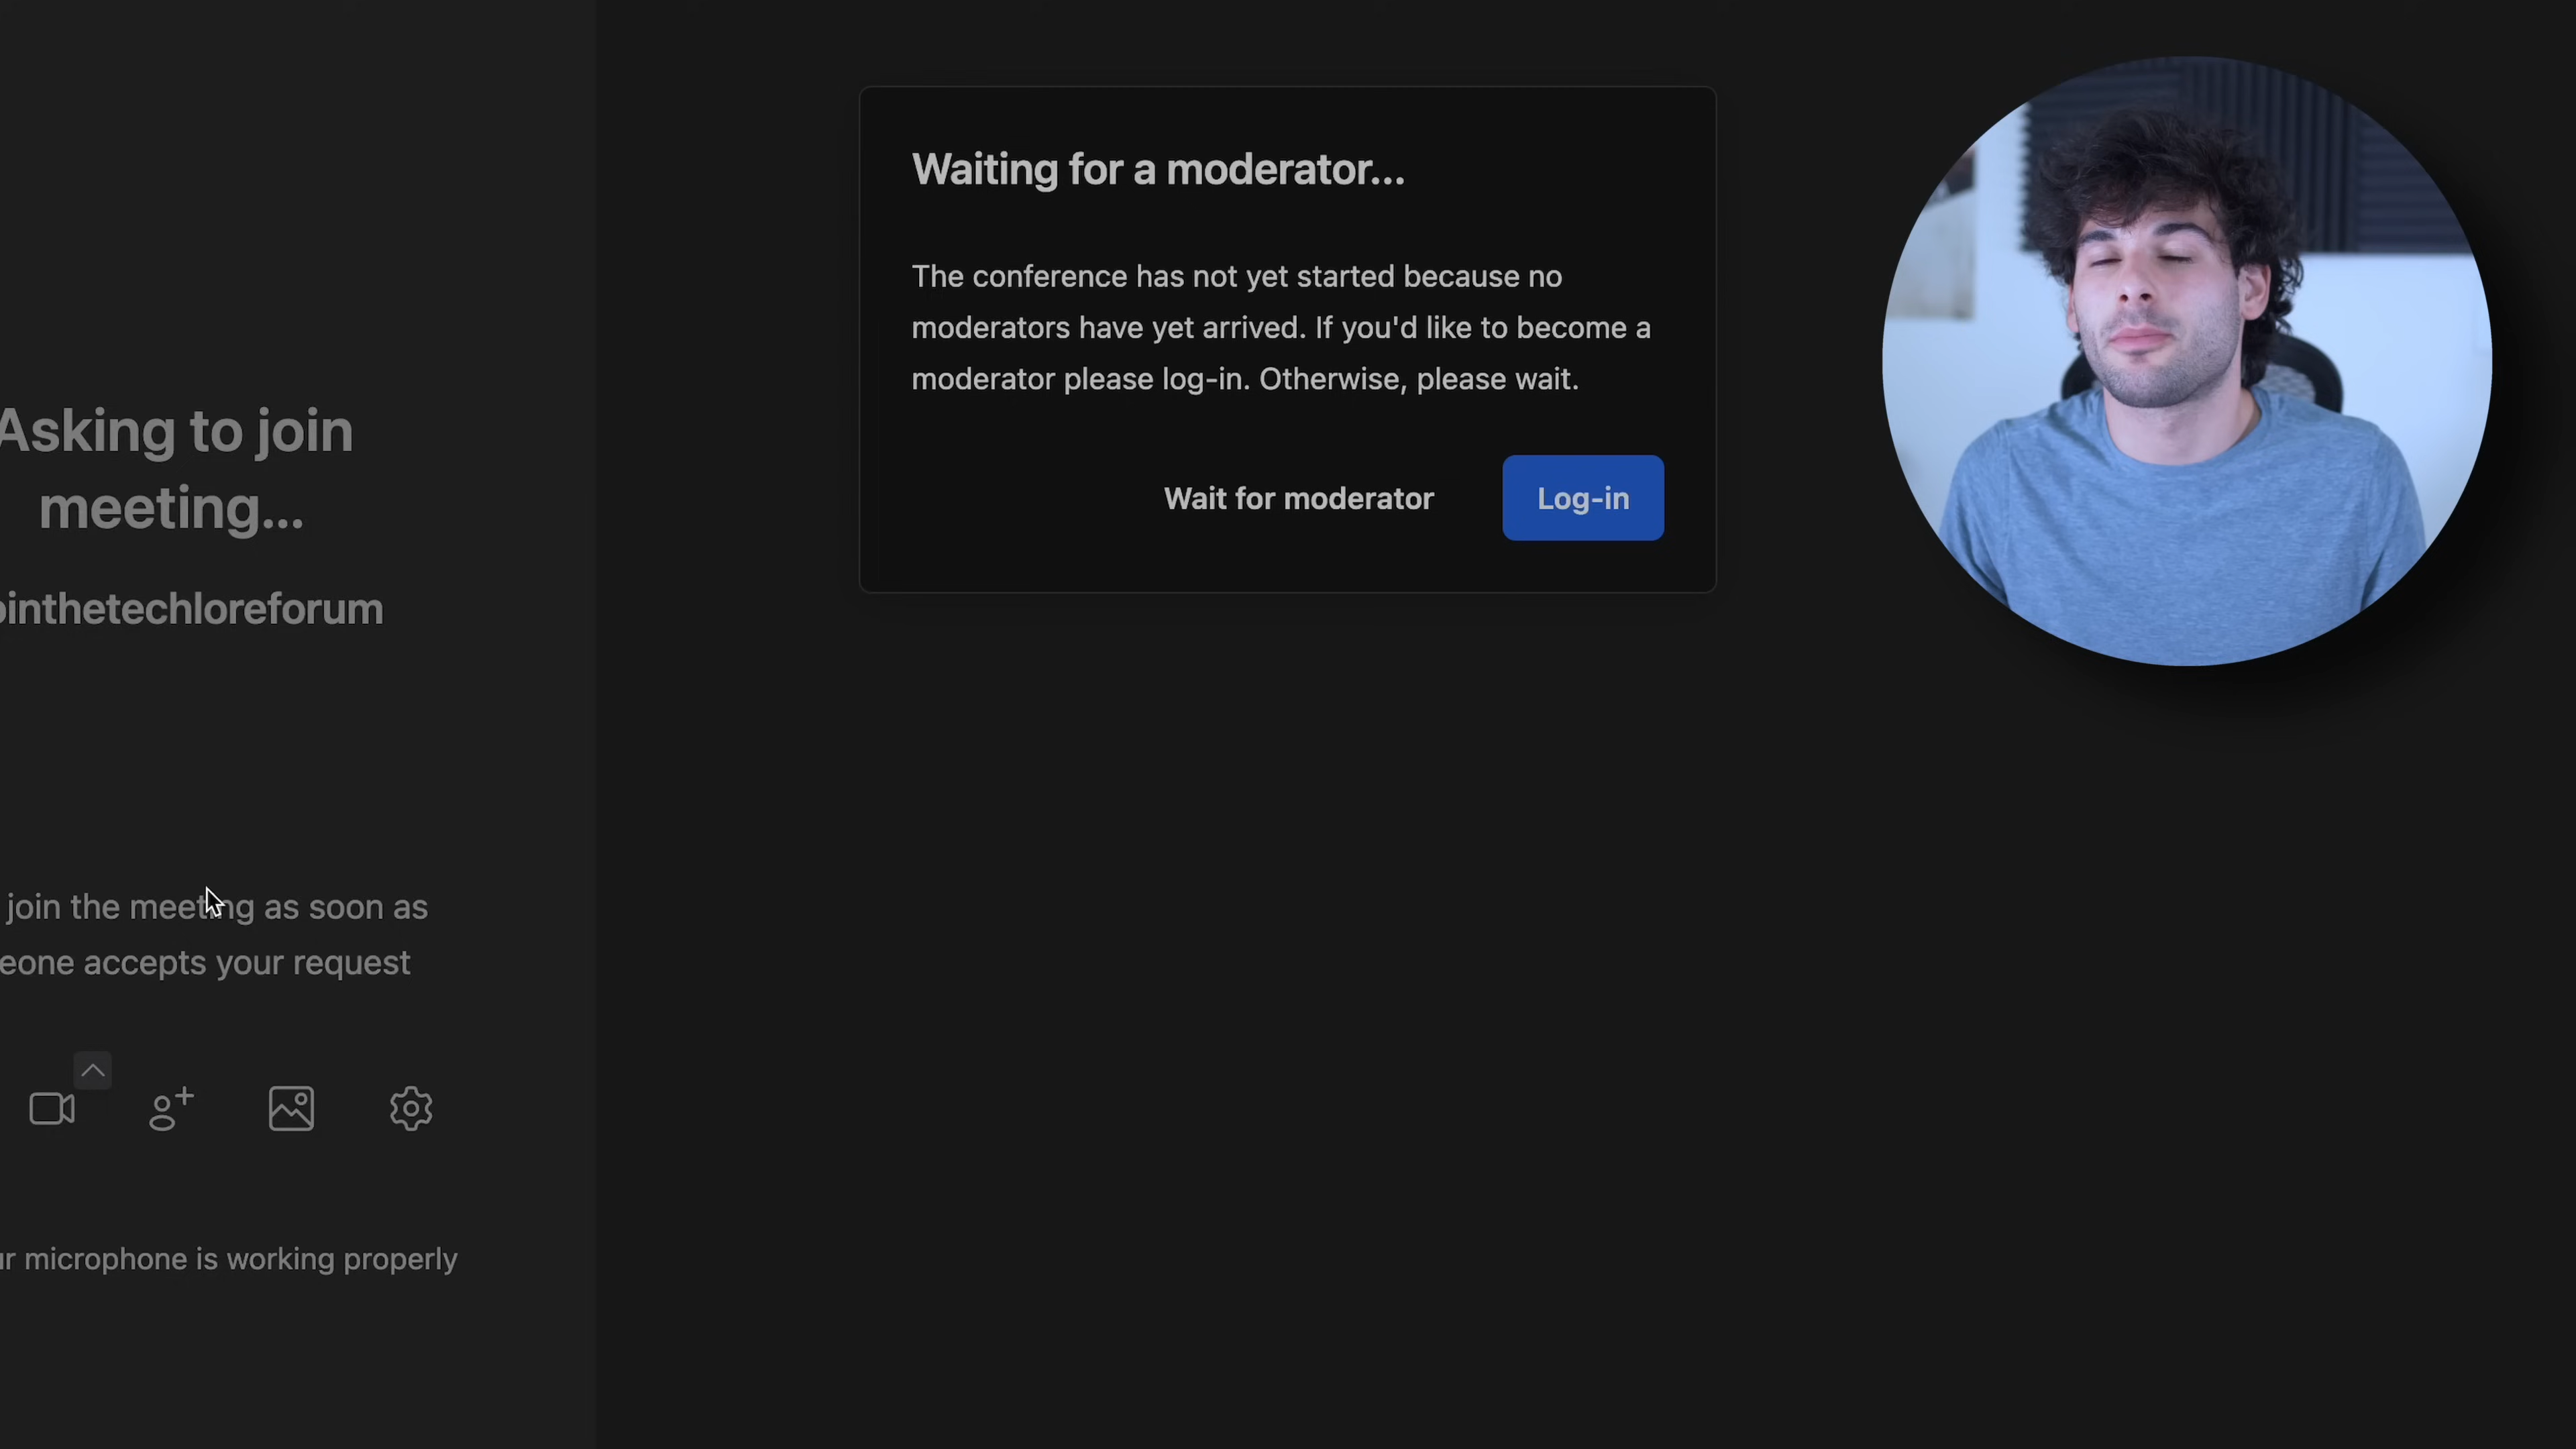 Asking to join
meeting...
ointhetechloreforum
join the meeting as soon as
eone accepts your request
r microphone is working properly
Waiting for a moderator...
The conference has not yet started because no
moderators have yet arrived. If you'd like to become a
moderator please log-in. Otherwise, please wait.
Wait for moderator
Log-in